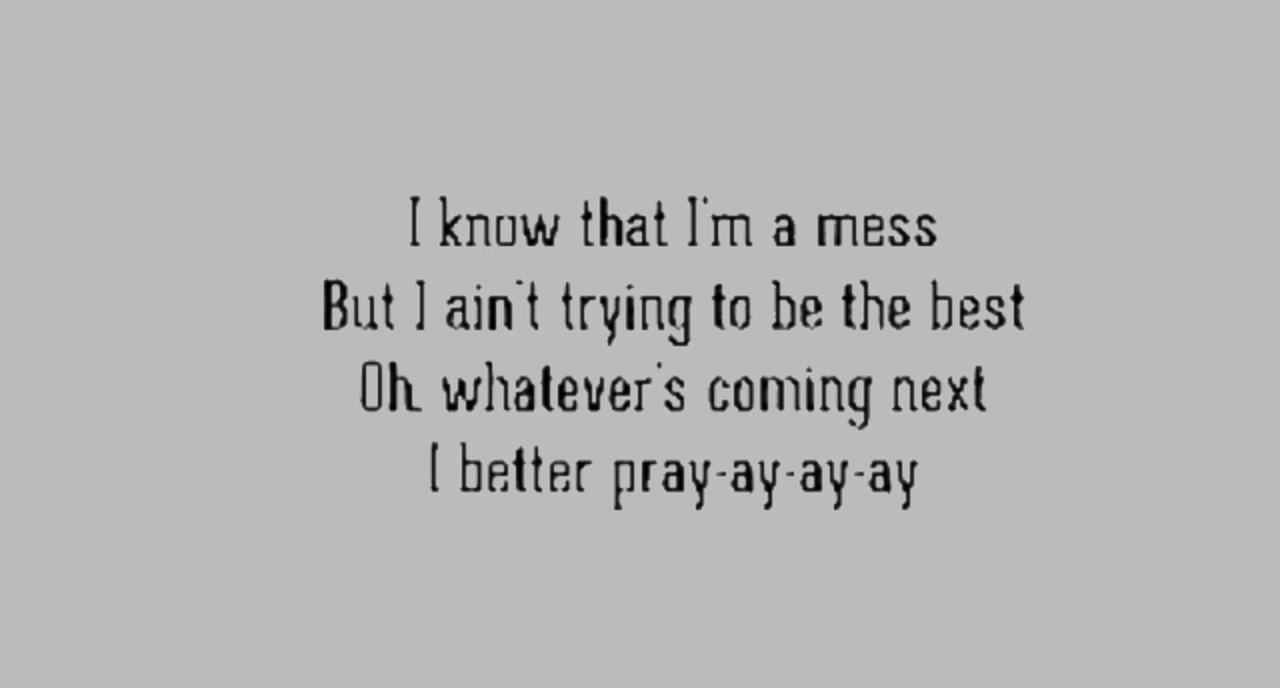 I know that I'm a mess
But I ain't trying to be the best
Oh whatever's coming next
I better pray-ay-ay-ay